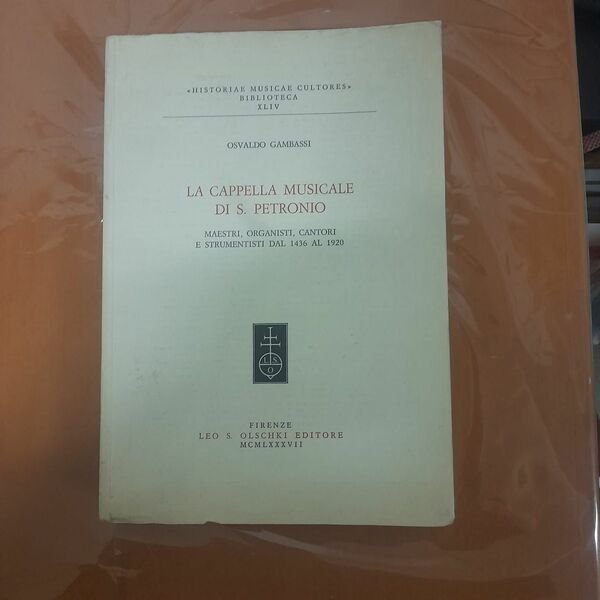 «HISTORIAE MUSICAE CULTORES»
BIBLIOTECA
XLIV
OSVALDO GAMBASSI
LA CAPPELLA MUSICALE
DI S. PETRONIO
MAESTRI, ORGANISTI, CANTORI
E STRUMENTISTI DAL 1436 AL 1920
L S
O
FIRENZE
LEO S. OLSCHKI EDITORE
MCMLXXXVII